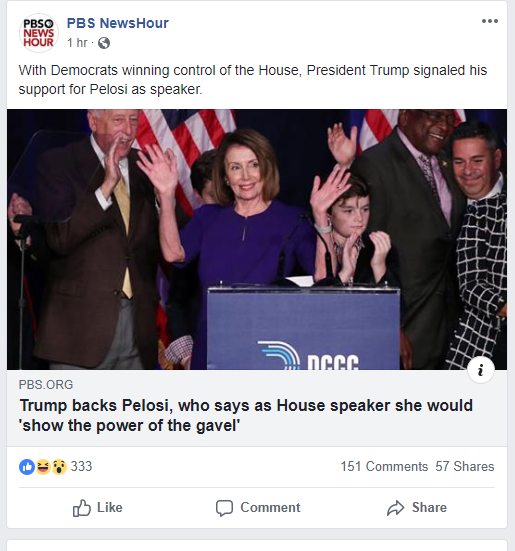 PBS
NEWS
HOUR
PBS NewsHour
1 hr ·
With Democrats winning control of the House, President Trump signaled his
support for Pelosi as speaker.
DCCC
i
PBS.ORG
Trump backs Pelosi, who says as House speaker she would
'show the power of the gavel'
333
151 Comments 57 Shares
Like Comment Share